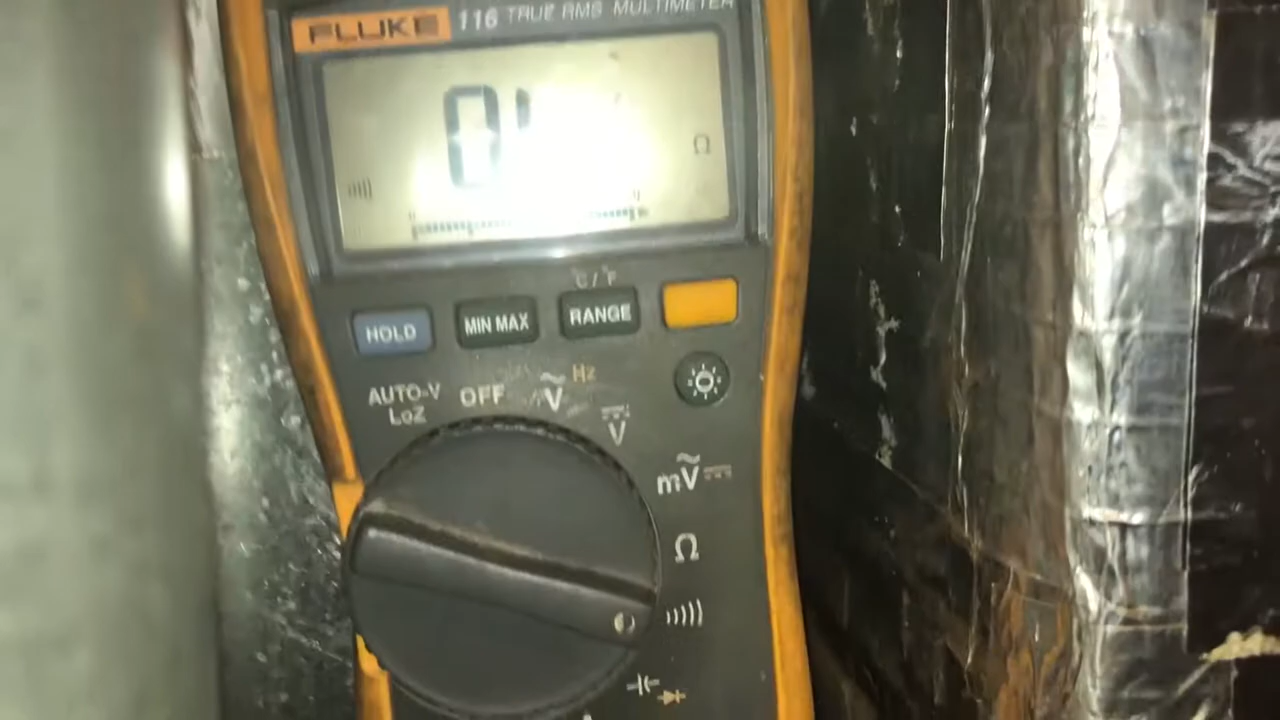 FLUKE 116 TRUE RMS MULTIMETER
Ω
°C/°F
HOLD MIN MAX RANGE
AUTO-V LoZ OFF V Hz
V
mV
Ω